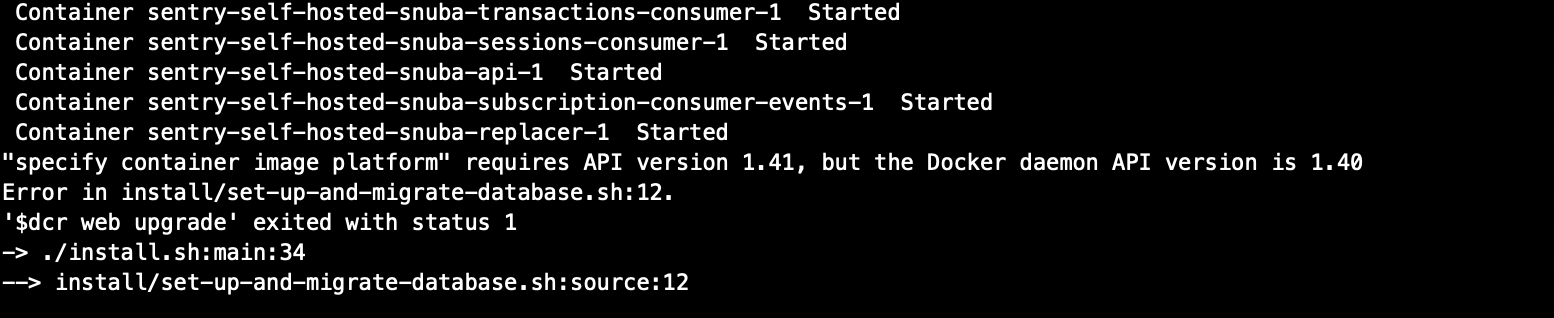 Container sentry-self-hosted-snuba-transactions-consumer-1  Started
Container sentry-self-hosted-snuba-sessions-consumer-1  Started
Container sentry-self-hosted-snuba-api-1  Started
Container sentry-self-hosted-snuba-subscription-consumer-events-1  Started
Container sentry-self-hosted-snuba-replacer-1  Started
"specify container image platform" requires API version 1.41, but the Docker daemon API version is 1.40
Error in install/set-up-and-migrate-database.sh:12.
'$dcr web upgrade' exited with status 1
-> ./install.sh:main:34
--> install/set-up-and-migrate-database.sh:source:12